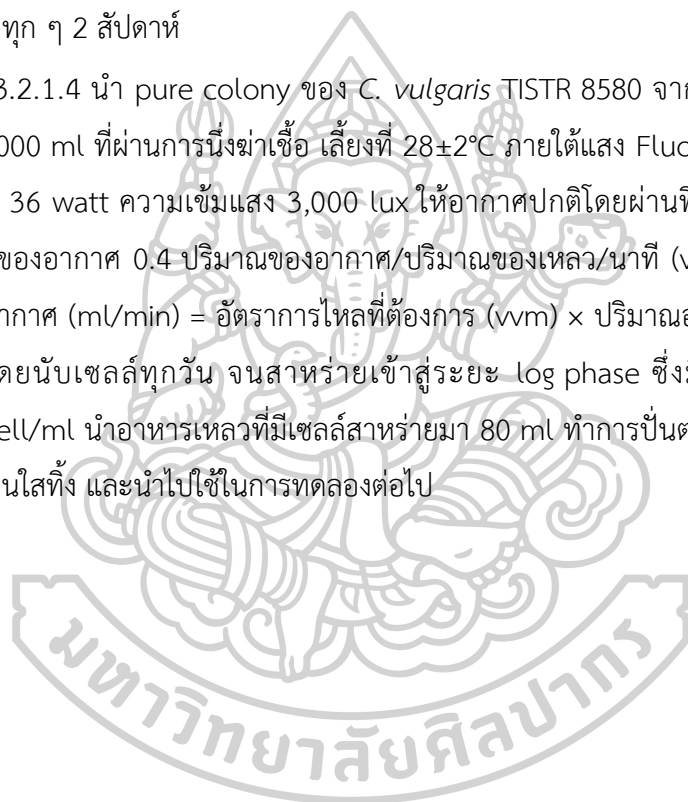 ทุก ๆ 2 สัปดาห์
3.2.1.4 นำ pure colony ของ C. vulgaris TISTR 8580 จาก
000 ml ที่ผ่านการนึ่งฆ่าเชื้อ เลี้ยงที่ 28±2°C ภายใต้แสง Fluo
36 watt ความเข้มแสง 3,000 lux ให้อากาศปกติโดยผ่าน
ของอากาศ 0.4 ปริมาณของอากาศ/ปริมาณของเหลว/นาที (v
ากาศ (ml/min) = อัตราการไหลที่ต้องการ (vvm) × ปริมาณ
ดยนับเซลล์ทุกวัน จนสาหร่ายเข้าสู่ระยะ log phase ซึ่ง
ell/ml นำอาหารเหลวที่มีเซลล์สาหร่ายมา 80 ml ทำการปั่น
นใสทิ้ง และนำไปใช้ในการทดลองต่อไป
มหาวิทยาลัยศิลปากร